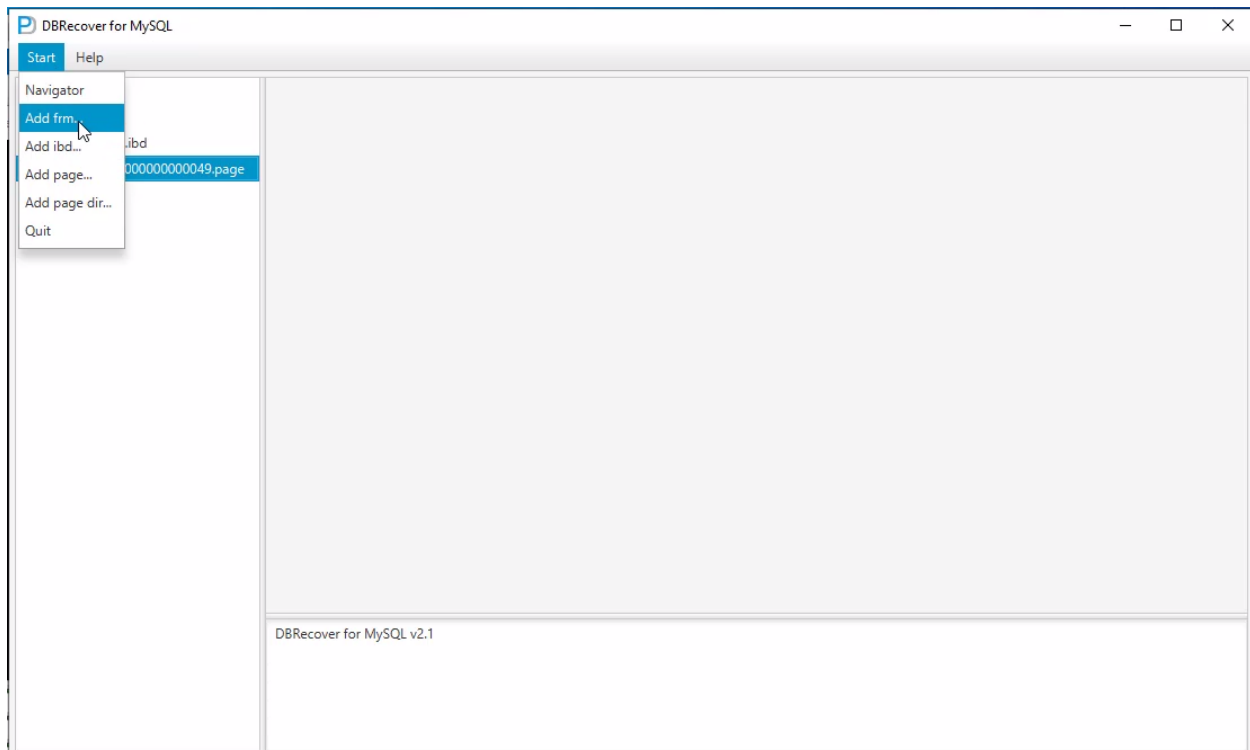 DBRecover for MySQL
Start Help
Navigator
Add frm...
Add ibd...
.ibd
Add page...
000000000049.page
Add page dir...
Quit
DBRecover for MySQL v2.1